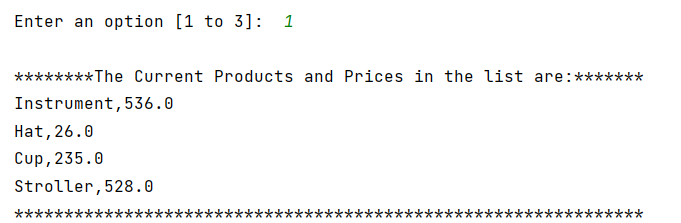 Enter an option [1 to 3]:  1
********The Current Products and Prices in the list are:*******
Instrument,536.0
Hat,26.0
Cup,235.0
Stroller,528.0
***************************************************************